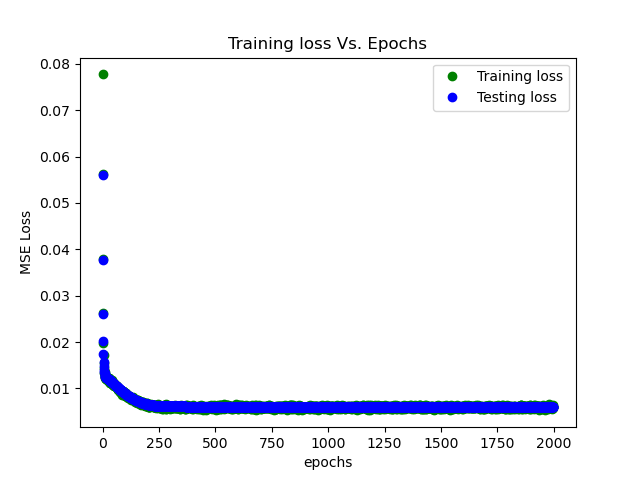 Training loss Vs. Epochs
Training loss
Testing loss
MSE Loss
0.08
0.07
0.06
0.05
0.04
0.03
0.02
0.01
0 250 500 750 1000 1250 1500 1750 2000
epochs